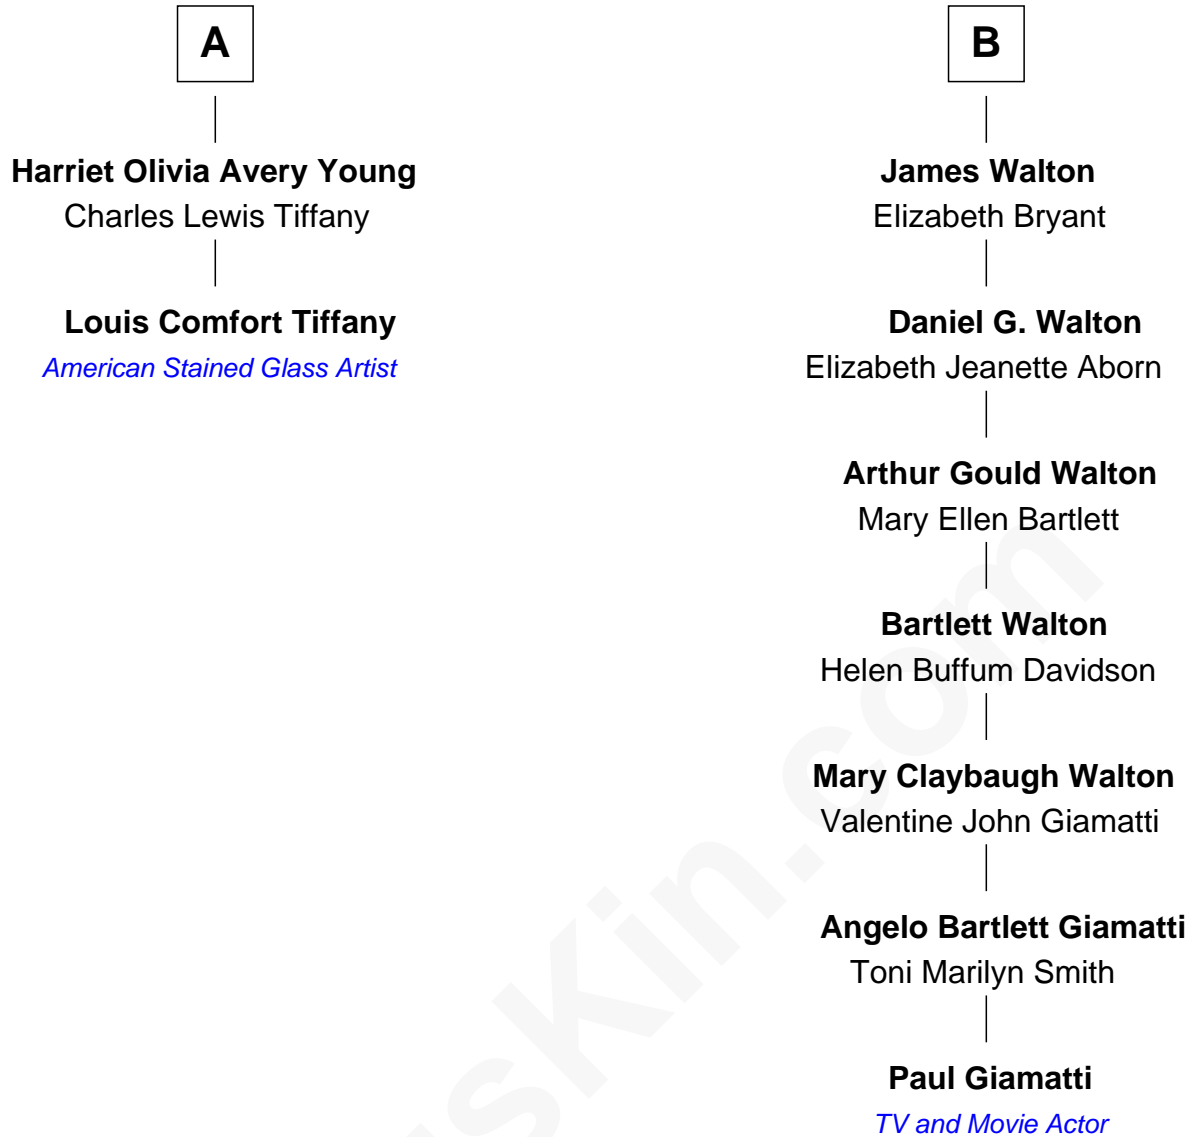 A
Harriet Olivia Avery Young
Charles Lewis Tiffany
Louis Comfort Tiffany
American Stained Glass Artist
B
James Walton
Elizabeth Bryant
Daniel G. Walton
Elizabeth Jeanette Aborn
Arthur Gould Walton
Mary Ellen Bartlett
Bartlett Walton
Helen Buffum Davidson
Mary Claybaugh Walton
Valentine John Giamatti
Angelo Bartlett Giamatti
Toni Marilyn Smith
Paul Giamatti
TV and Movie Actor